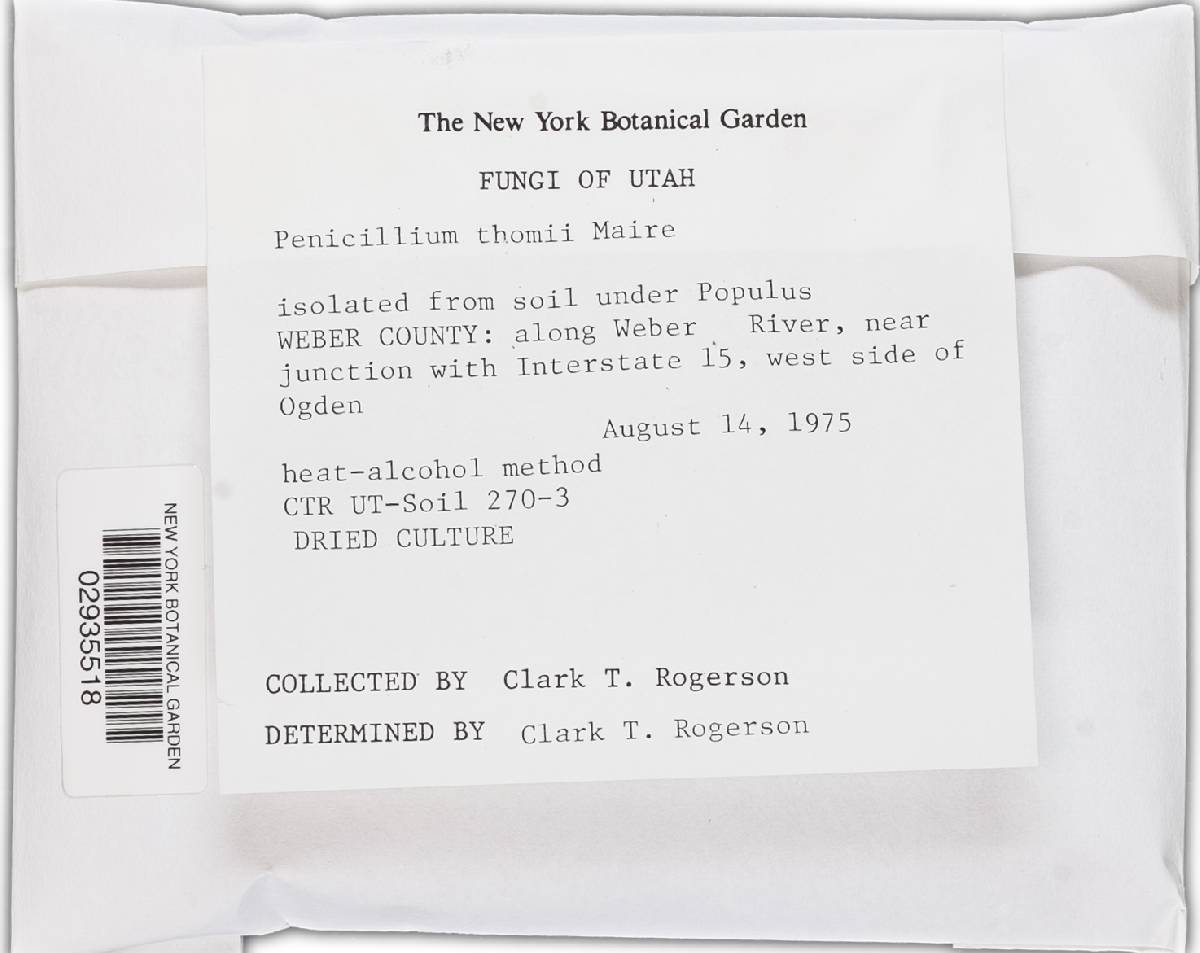 The New York Botanical Garden
FUNGI OF UTAH
Penicillium thomii Maire
isolated from soil under Populus
WEBER COUNTY: along Weber River, near
junction with Interstate 15, west side of
Ogden
August 14, 1975
heat-alcohol method
CTR UT-Soil 270-3
DRIED CULTURE
COLLECTED BY Clark T. Rogerson
DETERMINED BY Clark T. Rogerson
NEW YORK BOTANICAL GARDEN
02935518